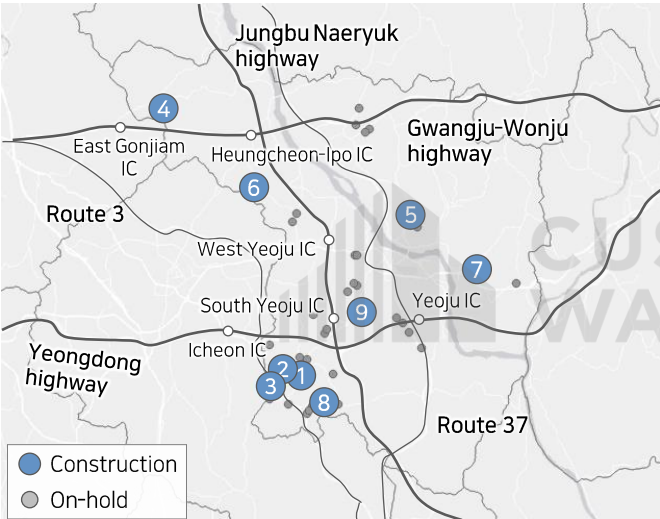 Jungbu Naeryuk
highway
4
East Gonjiam
IC
Heungcheon-Ipo IC
Gwangju-Wonju
highway
6
Route 3
5
West Yeoju IC
7
South Yeoju IC
9
Yeoju IC
Icheon IC
Yeongdong
highway
2
1
3
8
Route 37
Construction
On-hold
CUS
WA